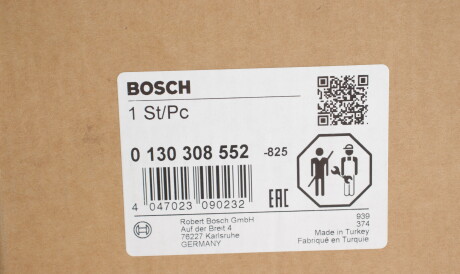 BOSCH
1 St/Pc
0 130 308 552 -825
4 047023 090232
EAC
Robert Bosch GmbH
Auf der Breit 4
76227 Karlsruhe
GERMANY
939
374
Made in Turkey
Fabriqué en Turquie